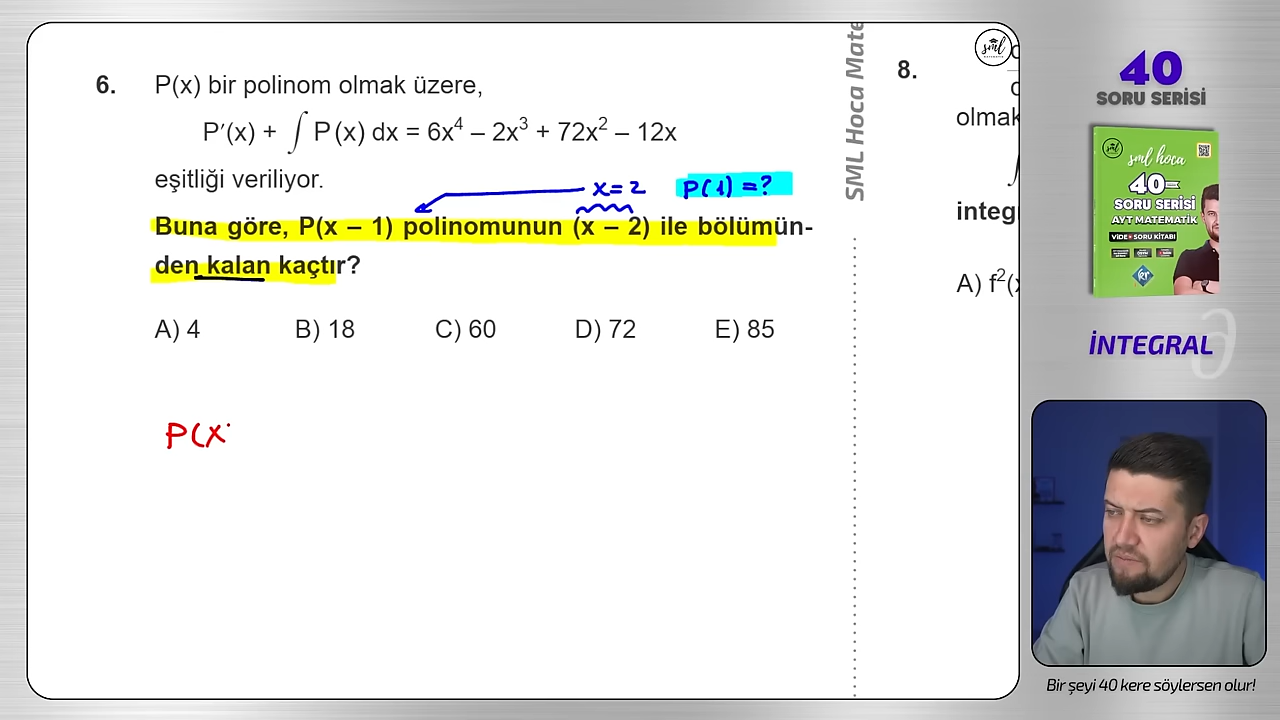 6. P(x) bir polinom olmak üzere,
P′(x) + ∫ P(x) dx = 6x⁴ – 2x³ + 72x² – 12x
eşitliği veriliyor.
x=2 P(1)=?
Buna göre, P(x – 1) polinomunun (x – 2) ile bölümün-
den kalan kaçtır?
A) 4 B) 18 C) 60 D) 72 E) 85
P(x
SML Hoca Mate
sml
8.
olmak
∫
integ
A) f²(
40
SORU SERİSİ
sml hoca
40
SORU SERİSİ
AYT MATEMATİK
VİDEO SORU KİTABI
İNTEGRAL
∂
Bir şeyi 40 kere söylersen olur!